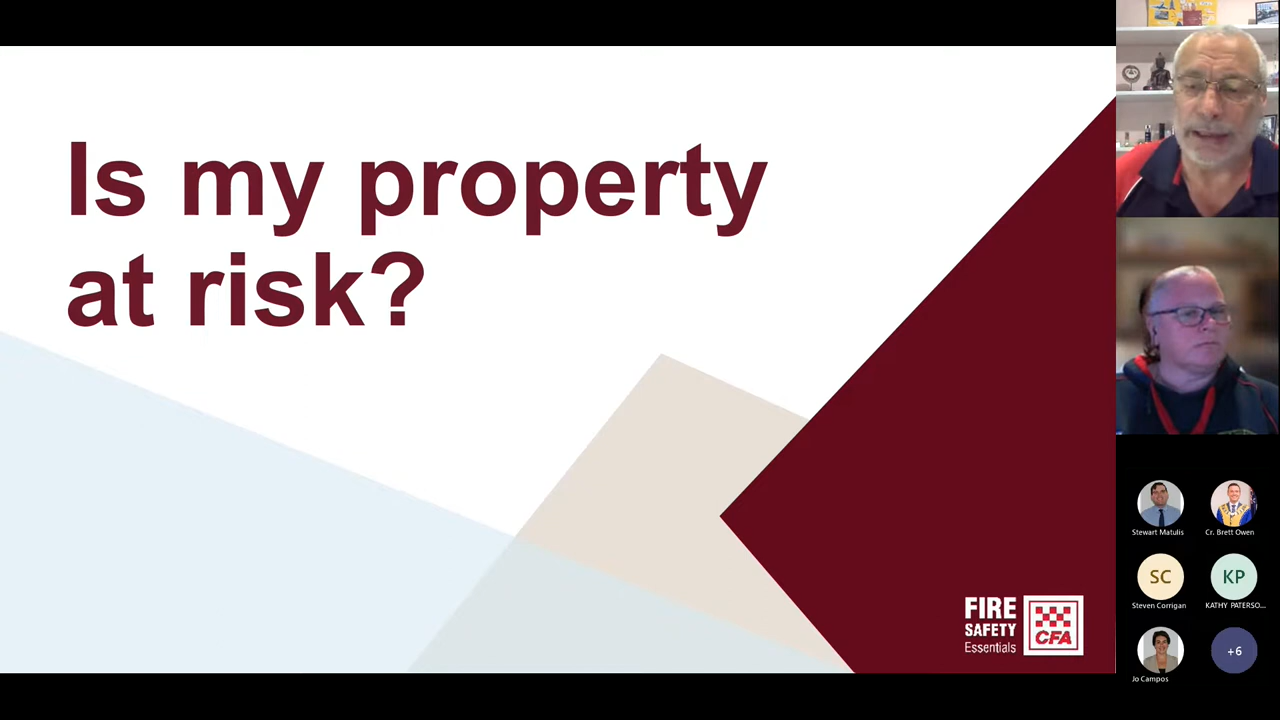 Is my property
at risk?
FIRE
SAFETY
Essentials
CFA
Stewart Matulis
Cr. Brett Owen
SC
KP
Steven Corrigan
KATHY PATERSO...
Jo Campos
+6